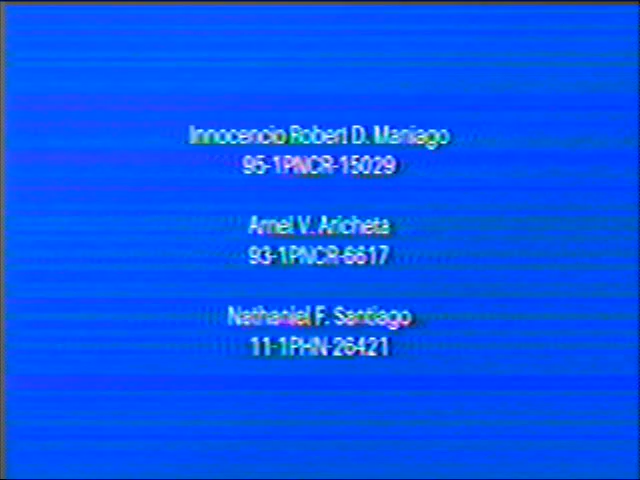 Innocencio Robert D. Maniago
95-1PNCR-15029
Arnel V. Aricheta
93-1PNCR-6617
Nathaniel F. Santiago
11-1PHN-26421